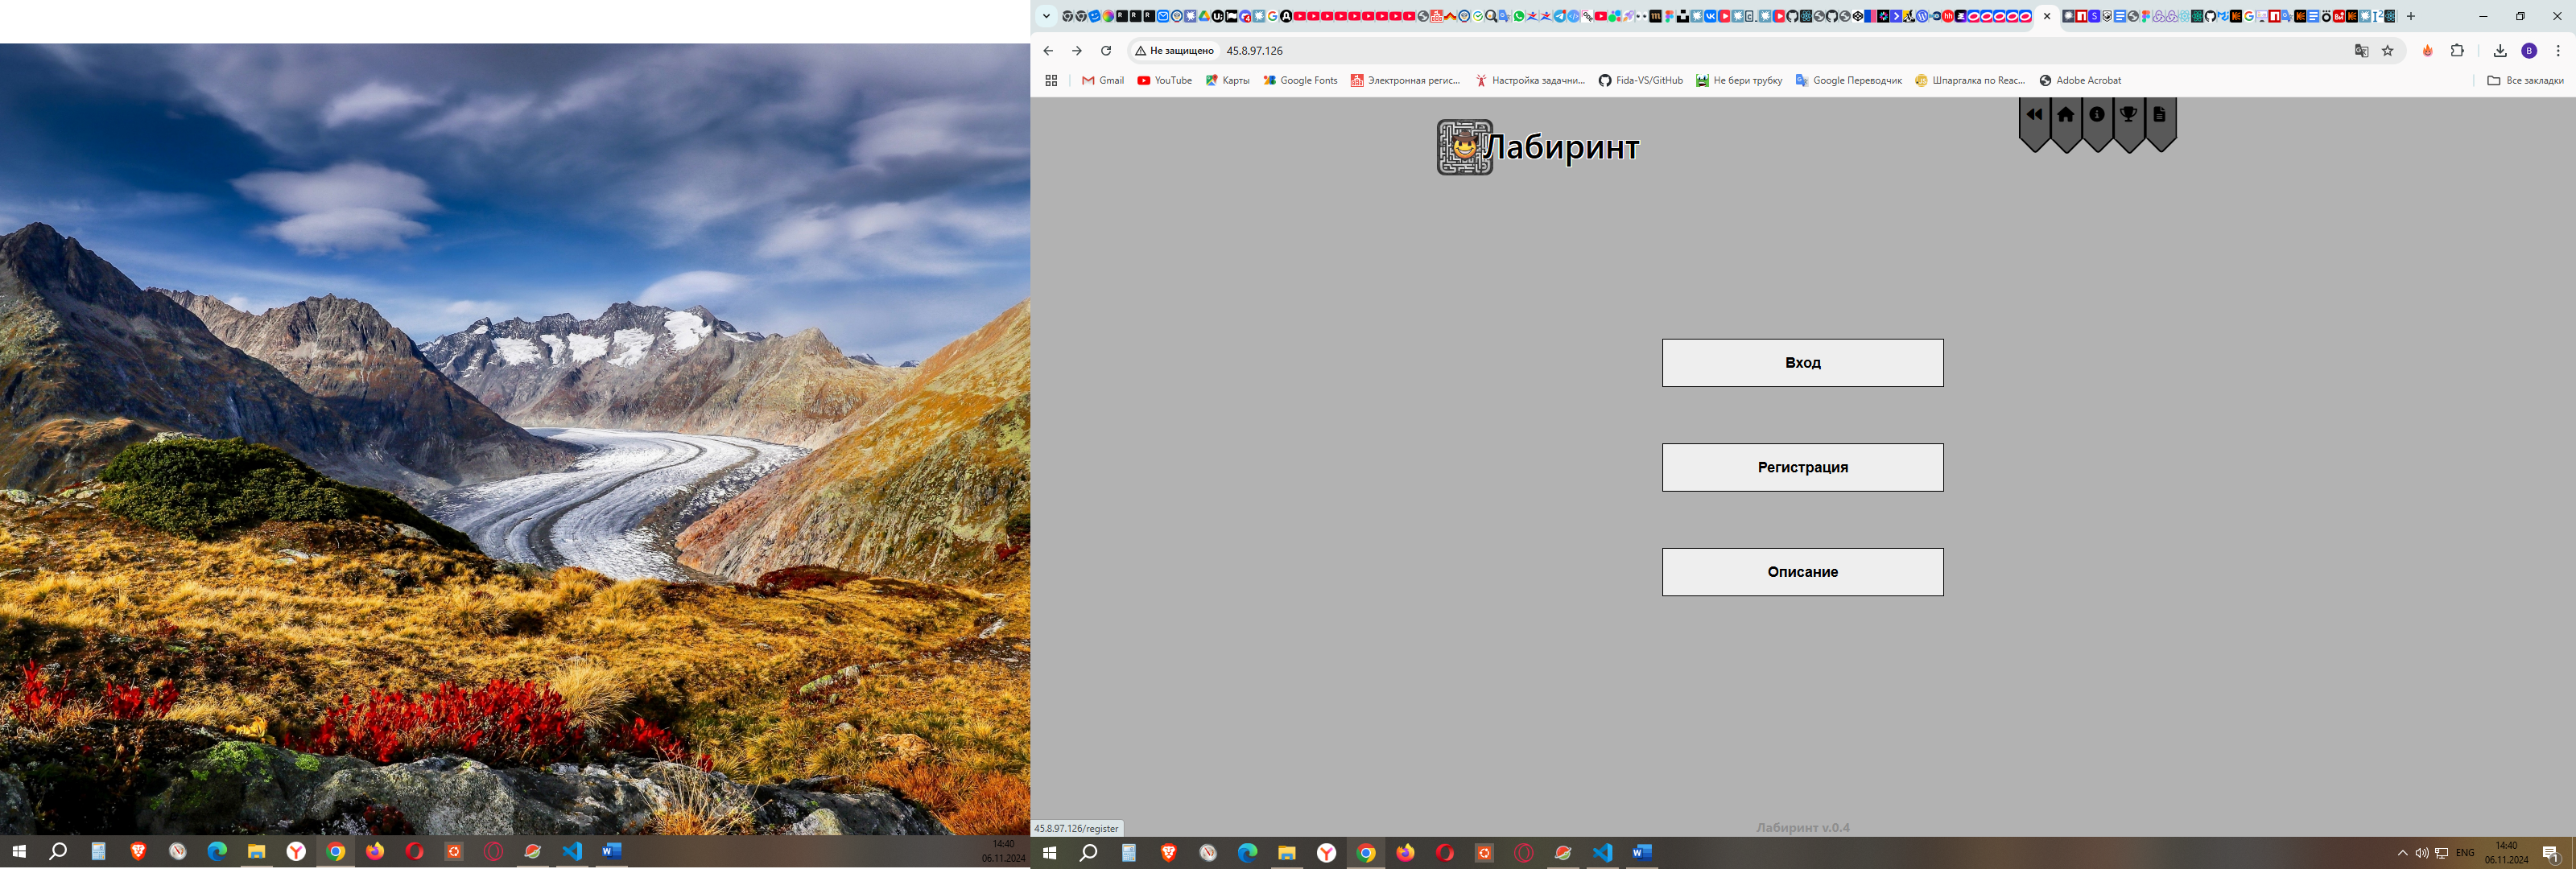 Не защищено
45.8.97.126
Gmail
YouTube
Карты
Google Fonts
Электронная регис...
Настройка задачни...
Fida-VS/GitHub
Не бери трубку
Google Переводчик
Шпаргалка по Reac...
Adobe Acrobat
Все закладки
Лабиринт
Вход
Регистрация
Описание
45.8.97.126/register
Лабиринт v.0.4
14:40
06.11.2024
ENG
14:40
06.11.2024
1